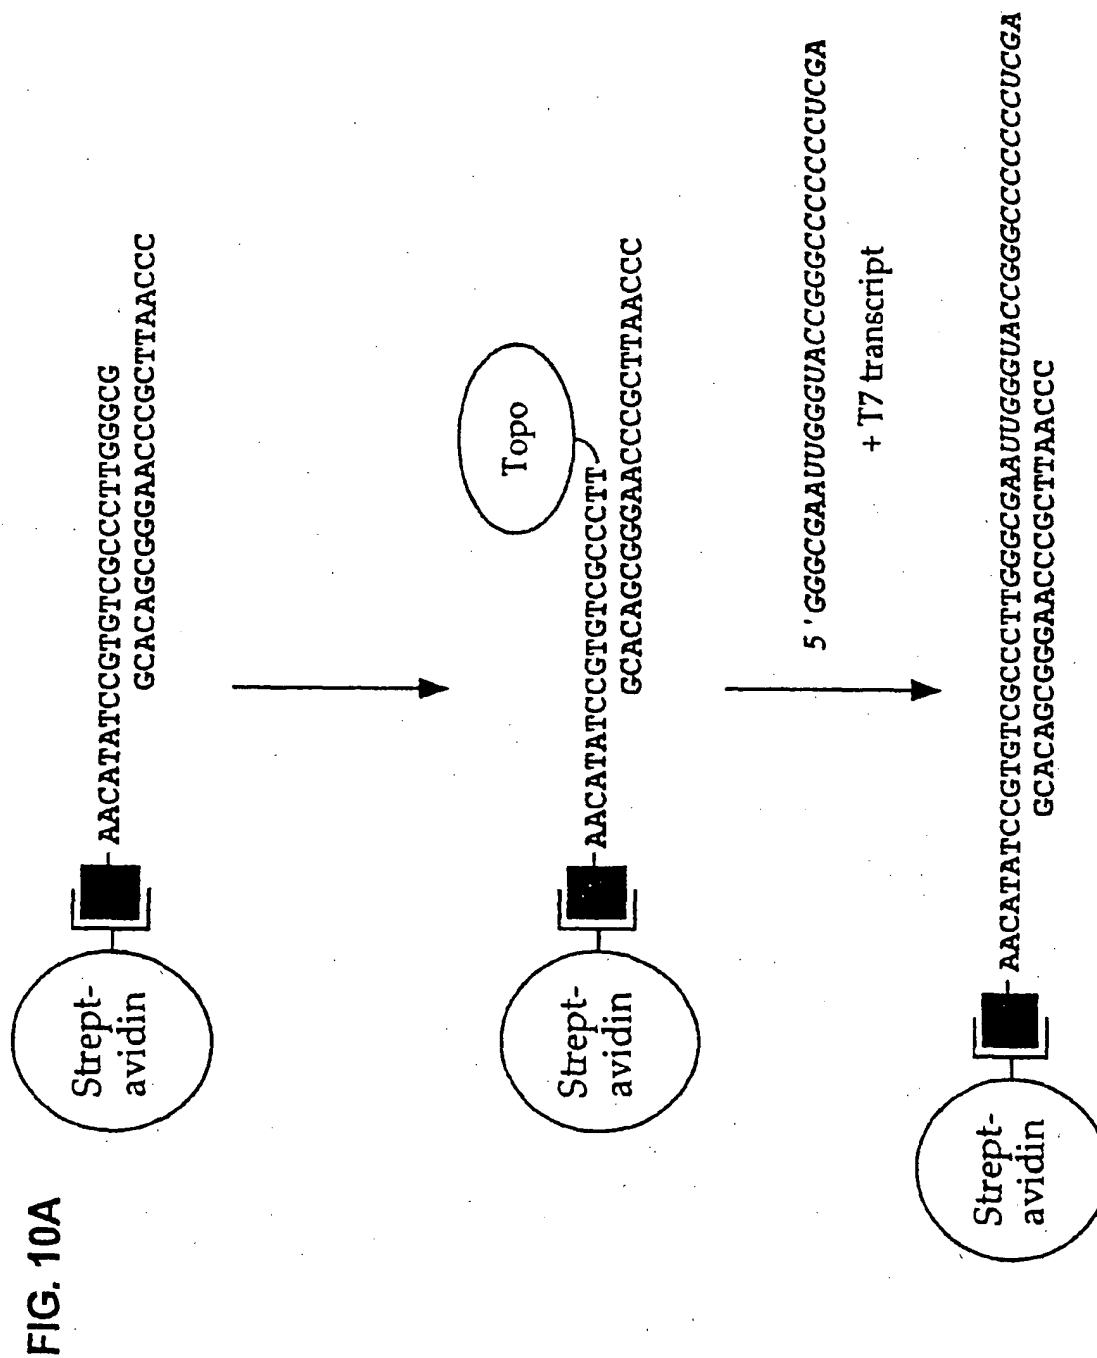 FIG. 10A
Strept-
avidin
AACATATCCGTGTCGCCCTTGGGCG
GCACAGCGGGAACCCGCTTAACCC
Topo
Strept-
avidin
AACATATCCGTGTCGCCCTT
GCACAGCGGGAACCCGCTTAACCC
5'GGGCGAAUUGGGUACCGGGCCCCCCCUCGA
+ T7 transcript
Strept-
avidin
AACATATCCGTGTCGCCCTTGGGCGAAUUGGGUACCGGGCCCCCCCUCGA
GCACAGCGGGAACCCGCTTAACCC